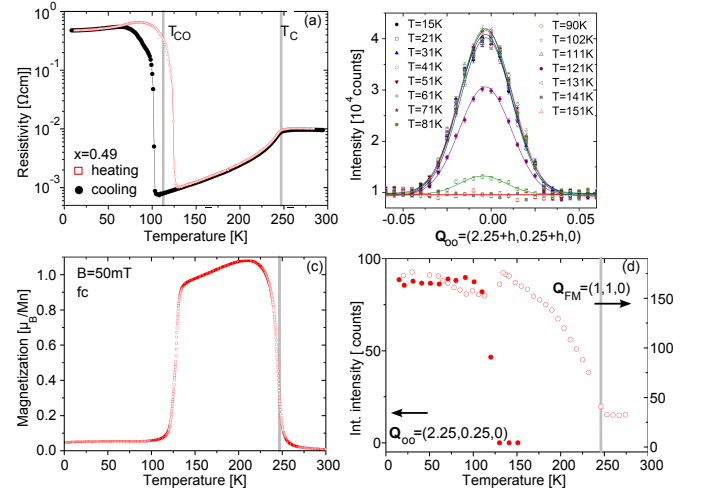 (a)
T_CO
T_C
10^0
10^-1
10^-2
10^-3
Resistivity [Ωcm]
x=0.49
heating
cooling
0 50 100 150 200 250 300
Temperature [K]
T=15K
T=21K
T=31K
T=41K
T=51K
T=61K
T=71K
T=81K
T=90K
T=102K
T=111K
T=121K
T=131K
T=141K
T=151K
4
3
2
1
Intensity [10^4 counts]
-0.05 0.00 0.05
Q_oo=(2.25+h,0.25+h,0)
(c)
B=50mT
fc
1.0
0.8
0.6
0.4
0.2
0.0
Magnetization [μ_B/Mn]
0 50 100 150 200 250 300
Temperature [K]
(d)
Q_FM=(1,1,0)
Q_oo=(2.25,0.25,0)
100
50
0
Int. intensity [ counts]
150
100
50
0
0 50 100 150 200 250 300
Temperature [K]